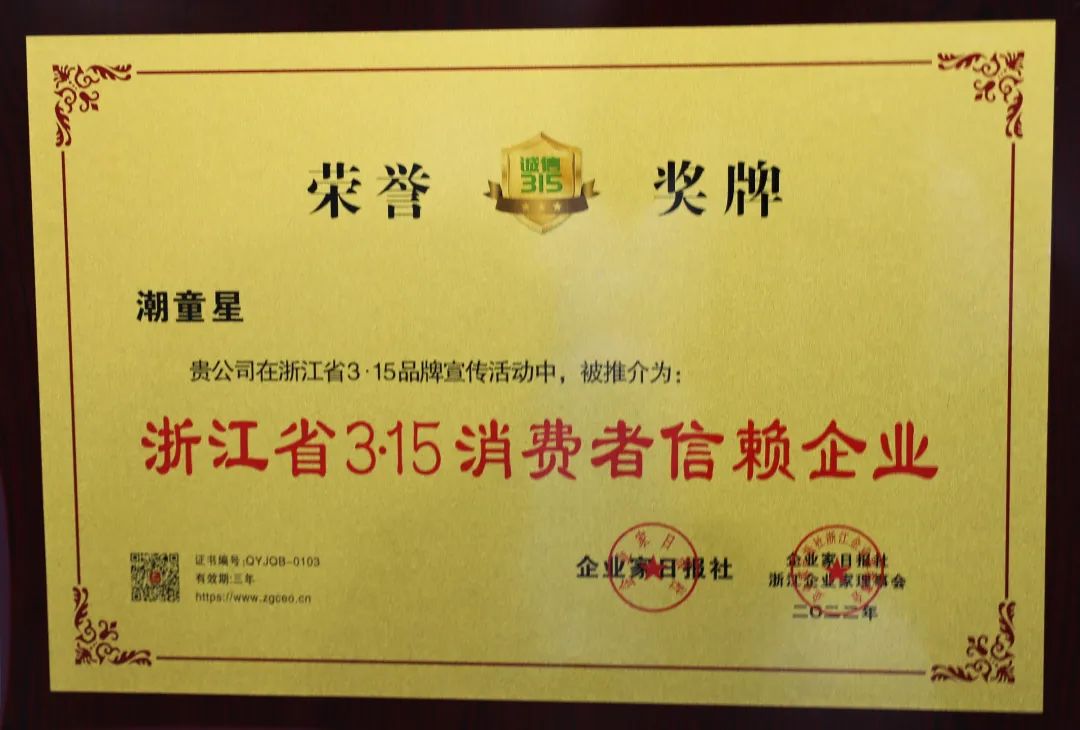 荣誉 诚信 315 奖牌
潮童星
贵公司在浙江省3·15品牌宣传活动中，被推介为：
浙江省3·15消费者信赖企业
证书编号:QYJQB-0103
有效期:三年
https://www.zgceo.cn
企业家日报社
企业家日报社
浙江企业家理事会
二〇二二年